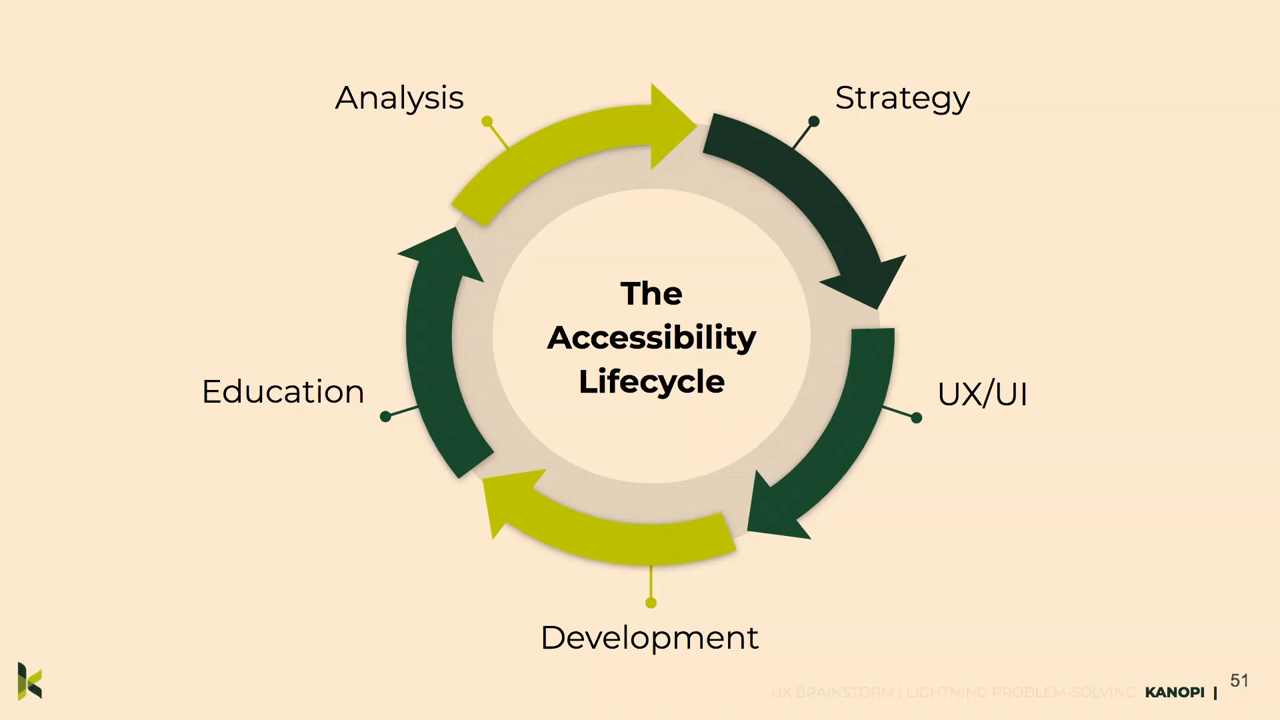 Analysis
Strategy
The
Accessibility
Lifecycle
Education
UX/UI
Development
UX BRAINSTORM | LIGHTNING PROBLEM-SOLVING KANOPI |
51